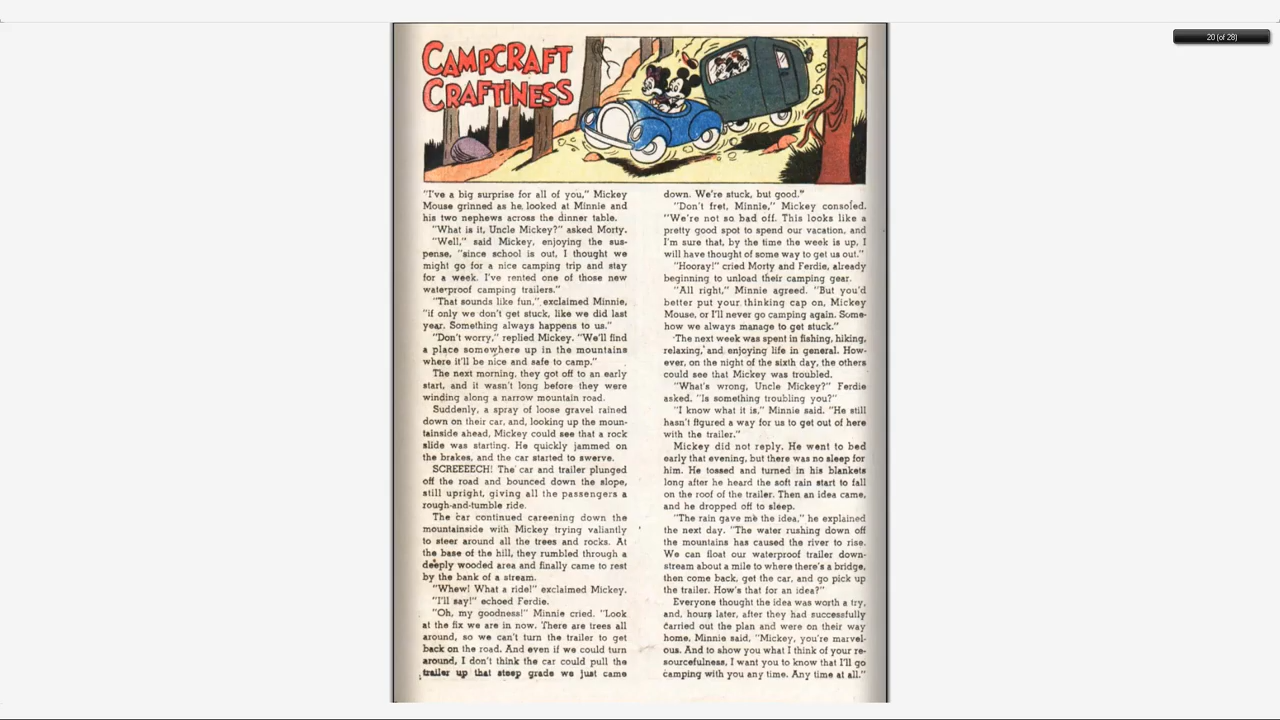 20 (of 28)
CAMPCRAFT
CRAFTINESS
"I've a big surprise for all of you," Mickey
Mouse grinned as he looked at Minnie and
his two nephews across the dinner table.
"What is it, Uncle Mickey?" asked Morty.
"Well," said Mickey, enjoying the sus-
pense, "since school is out, I thought we
might go for a nice camping trip and stay
for a week. I've rented one of those new
waterproof camping trailers."
"That sounds like fun," exclaimed Minnie,
"if only we don't get stuck, like we did last
year. Something always happens to us."
"Don't worry," replied Mickey. "We'll find
a place somewhere up in the mountains
where it'll be nice and safe to camp."
The next morning, they got off to an early
start, and it wasn't long before they were
winding along a narrow mountain road.
Suddenly, a spray of loose gravel rained
down on their car, and, looking up the moun-
tainside ahead, Mickey could see that a rock
slide was starting. He quickly jammed on
the brakes, and the car started to swerve.
SCREEEECH! The car and trailer plunged
off the road and bounced down the slope,
still upright, giving all the passengers a
rough-and-tumble ride.
The car continued careening down the
mountainside with Mickey trying valiantly
to steer around all the trees and rocks. At
the base of the hill, they rumbled through a
deeply wooded area and finally came to rest
by the bank of a stream.
"Whew! What a ride!" exclaimed Mickey.
"I'll say!" echoed Ferdie.
"Oh, my goodness!" Minnie cried. "Look
at the fix we are in now. There are trees all
around, so we can't turn the trailer to get
back on the road. And even if we could turn
around, I don't think the car could pull the
trailer up that steep grade we just came
down. We're stuck, but good."
"Don't fret, Minnie," Mickey consoled.
"We're not so bad off. This looks like a
pretty good spot to spend our vacation, and
I'm sure that, by the time the week is up, I
will have thought of some way to get us out."
"Hooray!" cried Morty and Ferdie, already
beginning to unload their camping gear.
"All right," Minnie agreed. "But you'd
better put your thinking cap on, Mickey
Mouse, or I'll never go camping again. Some-
how we always manage to get stuck."
The next week was spent in fishing, hiking,
relaxing, and enjoying life in general. How-
ever, on the night of the sixth day, the others
could see that Mickey was troubled.
"What's wrong, Uncle Mickey?" Ferdie
asked. "Is something troubling you?"
"I know what it is," Minnie said. "He still
hasn't figured a way for us to get out of here
with the trailer."
Mickey did not reply. He went to bed
early that evening, but there was no sleep for
him. He tossed and turned in his blankets
long after he heard the soft rain start to fall
on the roof of the trailer. Then an idea came,
and he dropped off to sleep.
"The rain gave me the idea," he explained
the next day. "The water rushing down off
the mountains has caused the river to rise.
We can float our waterproof trailer down-
stream about a mile to where there's a bridge,
then come back, get the car, and go pick up
the trailer. How's that for an idea?"
Everyone thought the idea was worth a try,
and, hours later, after they had successfully
carried out the plan and were on their way
home, Minnie said, "Mickey, you're marvel-
ous. And to show you what I think of your re-
sourcefulness, I want you to know that I'll go
camping with you any time. Any time at all."